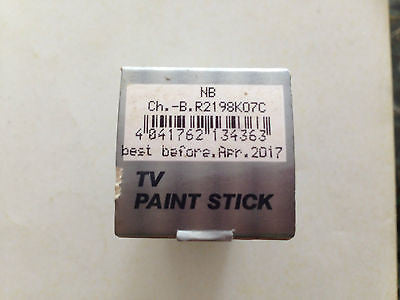 NB
Ch.-B.R2198K07C
4 041762 134363
best before.Apr.2017
TV
PAINT STICK